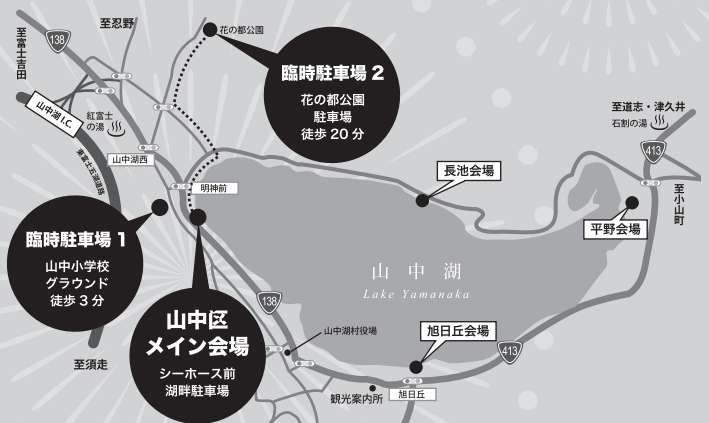 至忍野
至富士吉田
138
花の都公園
臨時駐車場 2
花の都公園
駐車場
徒歩 20 分
山中湖 I.C.
紅富士
の湯
東富士五湖道路
山中湖西
明神前
至道志・津久井
石割の湯
413
至小山町
長池会場
平野会場
臨時駐車場 1
山中小学校
グラウンド
徒歩 3 分
山中湖
Lake Yamanaka
138
山中区
メイン会場
シーホース前
湖畔駐車場
山中湖村役場
旭日丘会場
413
至須走
観光案内所
旭日丘